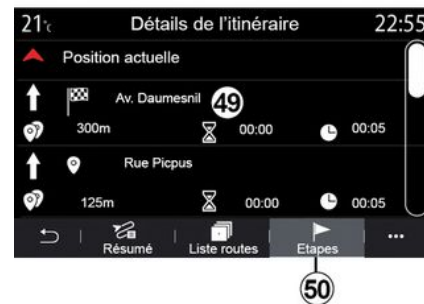 21°c Détails de l'itinéraire 22:55
Position actuelle
Av. Daumesnil 49
300m 00:00 00:05
Rue Picpus
125m 00:00 00:05
Résumé Liste routes Etapes ...
50